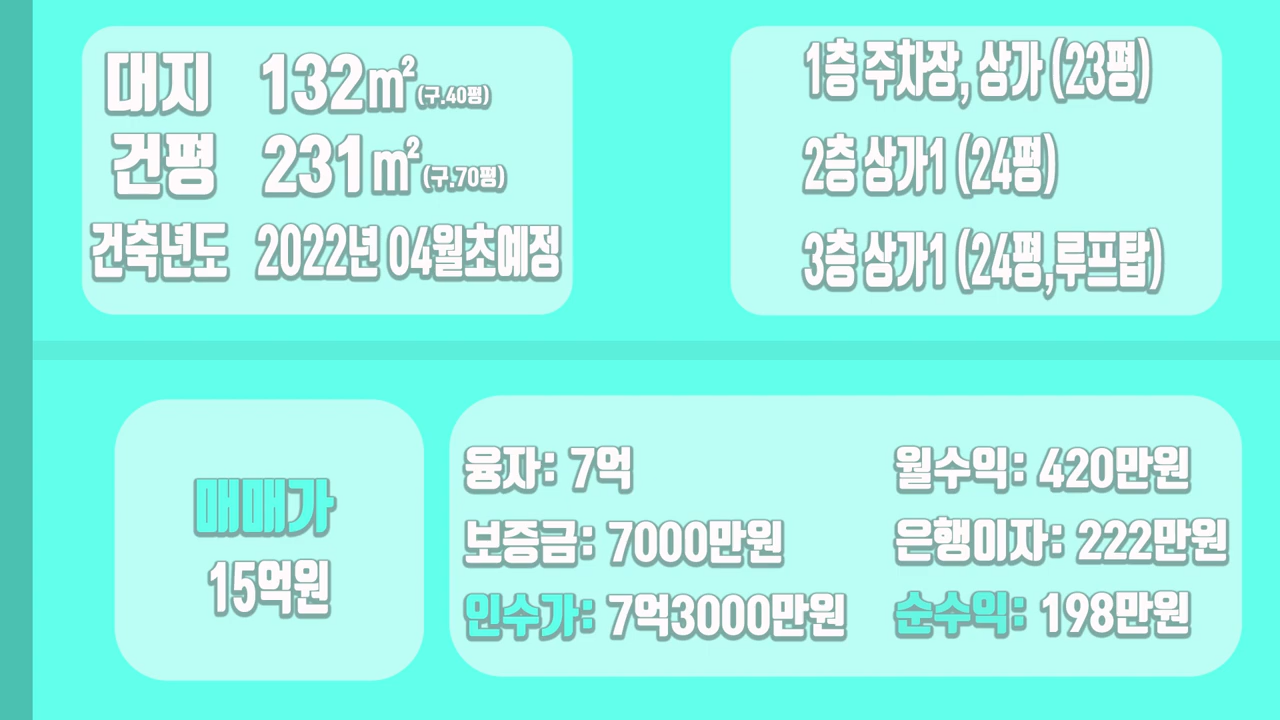 대지 132㎡(구.40평)
건평 231㎡(구.70평)
건축년도 2022년 04월초예정
1층 주차장, 상가 (23평)
2층 상가1 (24평)
3층 상가1 (24평,루프탑)
매매가
15억원
융자: 7억
보증금: 7000만원
인수가: 7억3000만원
월수익: 420만원
은행이자: 222만원
순수익: 198만원